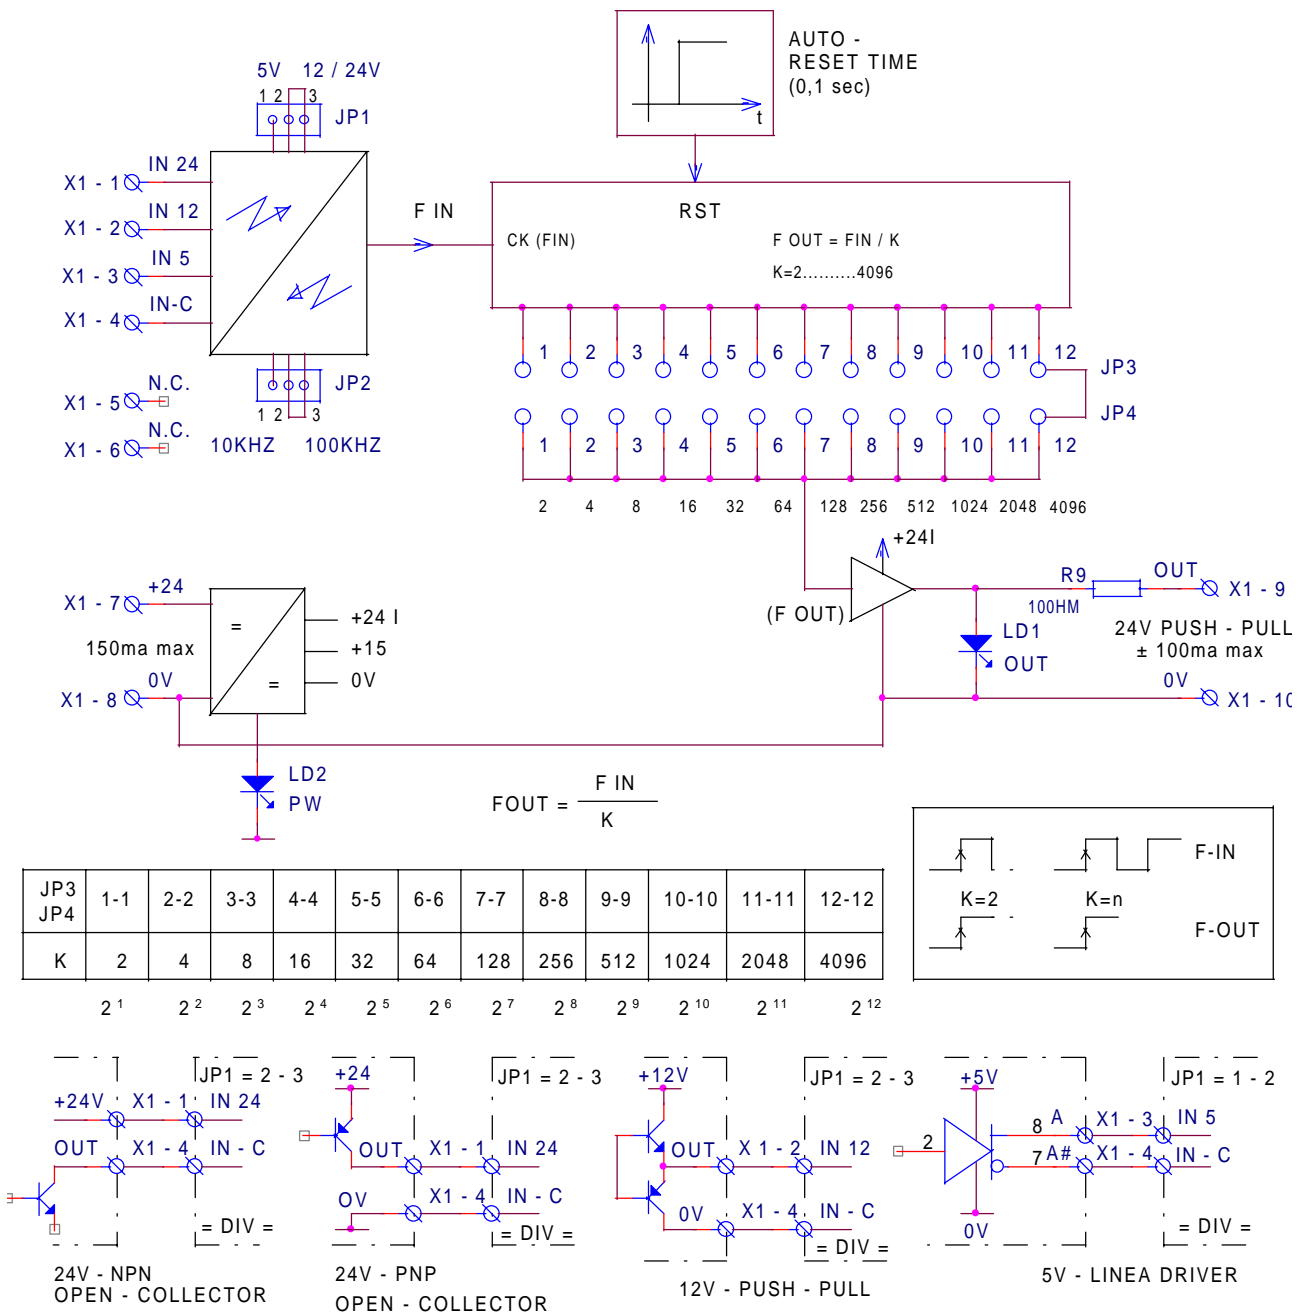 AUTO -
RESET TIME
(0,1 sec)
t
5V 12 / 24V
1 2 3
JP1
X1 - 1 IN 24
X1 - 2 IN 12
X1 - 3 IN 5
X1 - 4 IN-C
X1 - 5 N.C.
X1 - 6 N.C.
JP2
1 2 3
10KHZ 100KHZ
F IN
RST
CK (FIN)
F OUT = FIN / K
K=2..........4096
1 2 3 4 5 6 7 8 9 10 11 12
JP3
JP4
1 2 3 4 5 6 7 8 9 10 11 12
2 4 8 16 32 64 128 256 512 1024 2048 4096
+24I
(F OUT)
R9
100HM
OUT
X1 - 9
LD1
OUT
24V PUSH - PULL
± 100ma max
0V
X1 - 10
X1 - 7 +24
150ma max
X1 - 8 0V
=
=
+24 I
+15
0V
LD2
PW
FOUT = F IN
K
F-IN
K=2 K=n
F-OUT
JP3 JP4 1-1 2-2 3-3 4-4 5-5 6-6 7-7 8-8 9-9 10-10 11-11 12-12
K 2 4 8 16 32 64 128 256 512 1024 2048 4096
2 1 2 2 2 3 2 4 2 5 2 6 2 7 2 8 2 9 2 10 2 11 2 12
JP1 = 2 - 3
+24V X1 - 1 IN 24
OUT X1 - 4 IN - C
= DIV =
24V - NPN
OPEN - COLLECTOR
+24
JP1 = 2 - 3
OUT X1 - 1 IN 24
OV X1 - 4 IN - C
= DIV =
24V - PNP
OPEN - COLLECTOR
+12V
JP1 = 2 - 3
OUT X 1 - 2 IN 12
0V X1 - 4 IN - C
= DIV =
12V - PUSH - PULL
+5V
JP1 = 1 - 2
2
8 A X1 - 3 IN 5
7 A# X1 - 4 IN - C
0V
= DIV =
5V - LINEA DRIVER